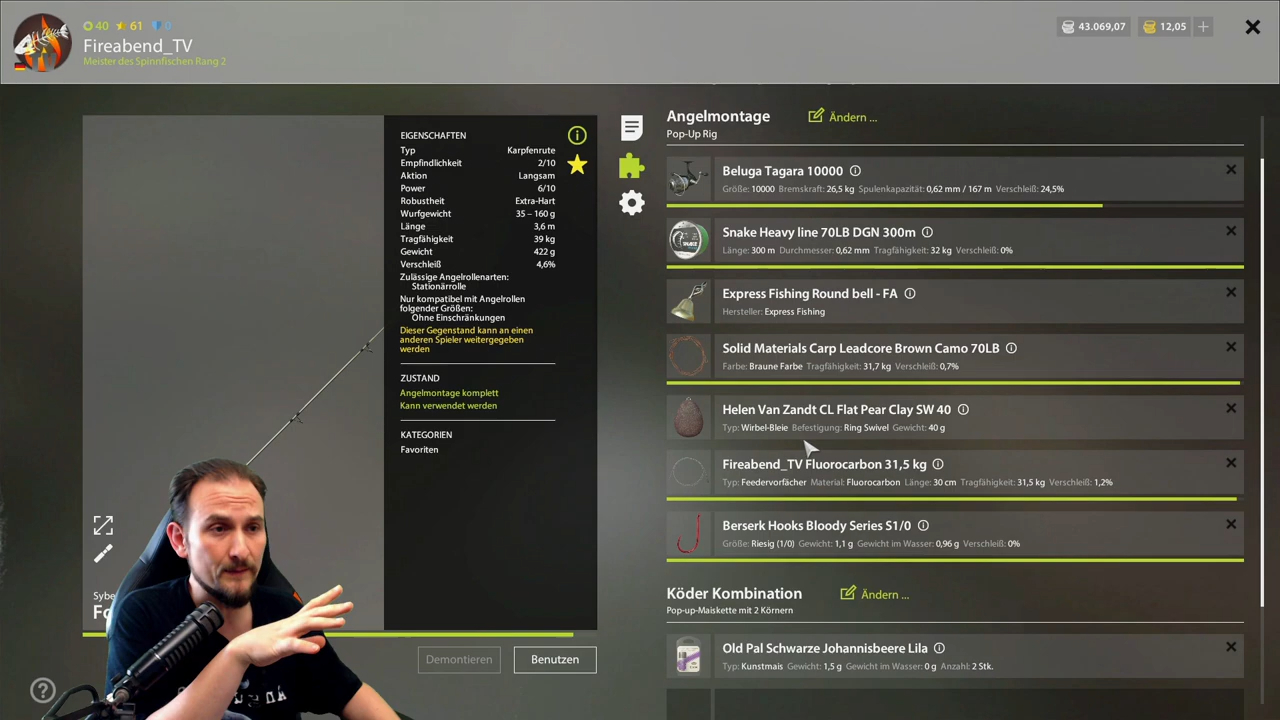 40 61 0
Fireabend_TV
Meister des Spinnfischen Rang 2
43.069,07 12,05
EIGENSCHAFTEN
Typ Karpfenrute
Empfindlichkeit 2/10
Aktion Langsam
Power 6/10
Robustheit Extra-Hart
Wurfgewicht 35 – 160 g
Länge 3,6 m
Tragfähigkeit 39 kg
Gewicht 422 g
Verschleiß 4,6%
Zulässige Angelrollenarten:
Stationärrolle
Nur kompatibel mit Angelrollen
folgender Größen:
Ohne Einschränkungen
Dieser Gegenstand kann an einen
anderen Spieler weitergegeben
werden
ZUSTAND
Angelmontage komplett
Kann verwendet werden
KATEGORIEN
Favoriten
Demontieren Benutzen
Angelmontage Ändern ...
Pop-Up Rig
Beluga Tagara 10000
Größe: 10000 Bremskraft: 26,5 kg Spulenkapazität: 0,62 mm / 167 m Verschleiß: 24,5%
Snake Heavy line 70LB DGN 300m
Länge: 300 m Durchmesser: 0,62 mm Tragfähigkeit: 32 kg Verschleiß: 0%
Express Fishing Round bell - FA
Hersteller: Express Fishing
Solid Materials Carp Leadcore Brown Camo 70LB
Farbe: Braune Farbe Tragfähigkeit: 31,7 kg Verschleiß: 0,7%
Helen Van Zandt CL Flat Pear Clay SW 40
Typ: Wirbel-Bleie Befestigung: Ring Swivel Gewicht: 40 g
Fireabend_TV Fluorocarbon 31,5 kg
Typ: Feedervorfächer Material: Fluorocarbon Länge: 30 cm Tragfähigkeit: 31,5 kg Verschleiß: 1,2%
Berserk Hooks Bloody Series S1/0
Größe: Riesig (1/0) Gewicht: 1,1 g Gewicht im Wasser: 0,96 g Verschleiß: 0%
Köder Kombination Ändern ...
Pop-up-Maiskette mit 2 Körnern
Old Pal Schwarze Johannisbeere Lila
Typ: Kunstmais Gewicht: 1,5 g Gewicht im Wasser: 0 g Anzahl: 2 Stk.